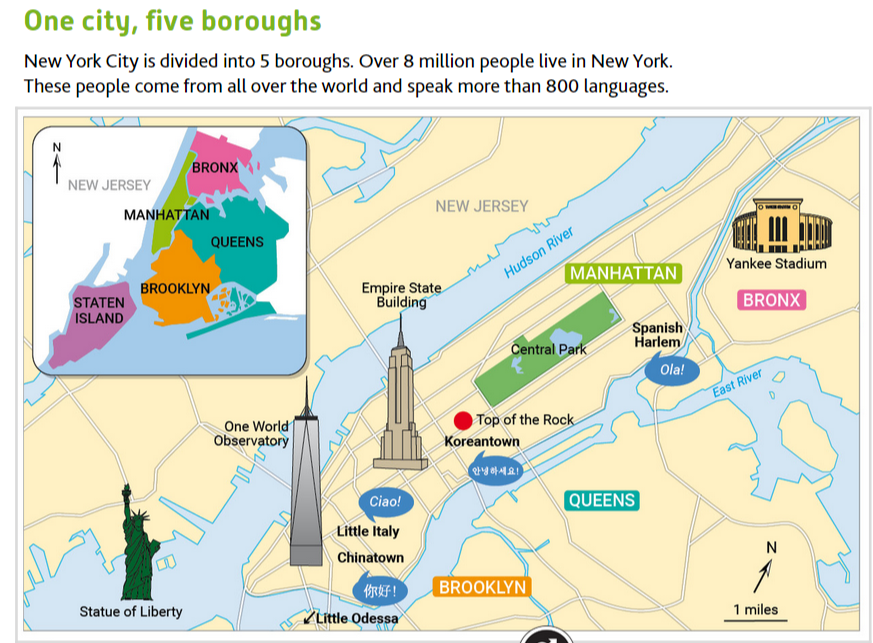 One city, five boroughs
New York City is divided into 5 boroughs. Over 8 million people live in New York.
These people come from all over the world and speak more than 800 languages.
N
NEW JERSEY
BRONX
MANHATTAN
QUEENS
BROOKLYN
STATEN
ISLAND
NEW JERSEY
Hudson River
MANHATTAN
Yankee Stadium
BRONX
Empire State
Building
Central Park
Spanish
Harlem
Ola!
East River
One World
Observatory
Top of the Rock
Koreantown
안녕하세요!
Ciao!
QUEENS
Little Italy
Chinatown
你好!
BROOKLYN
N
1 miles
Statue of Liberty
Little Odessa